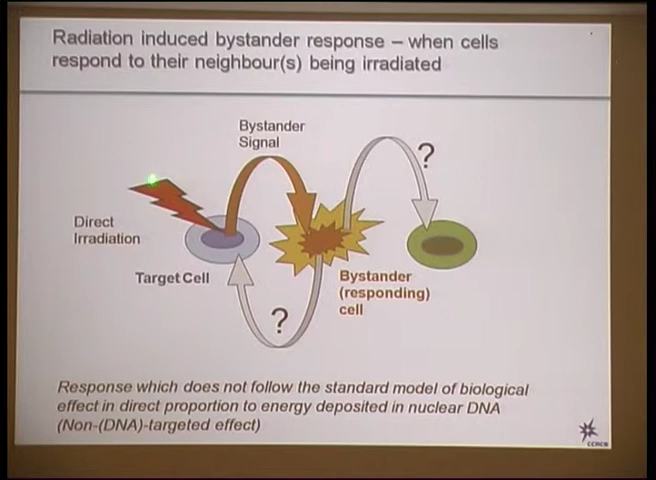 Radiation induced bystander response – when cells
respond to their neighbour(s) being irradiated
Bystander
Signal
?
Direct
Irradiation
Target Cell
Bystander
(responding)
cell
?
Response which does not follow the standard model of biological
effect in direct proportion to energy deposited in nuclear DNA
(Non-(DNA)-targeted effect)
CCRCB